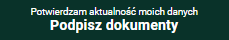 Potwierdzam aktualność moich danych
Podpisz dokumenty